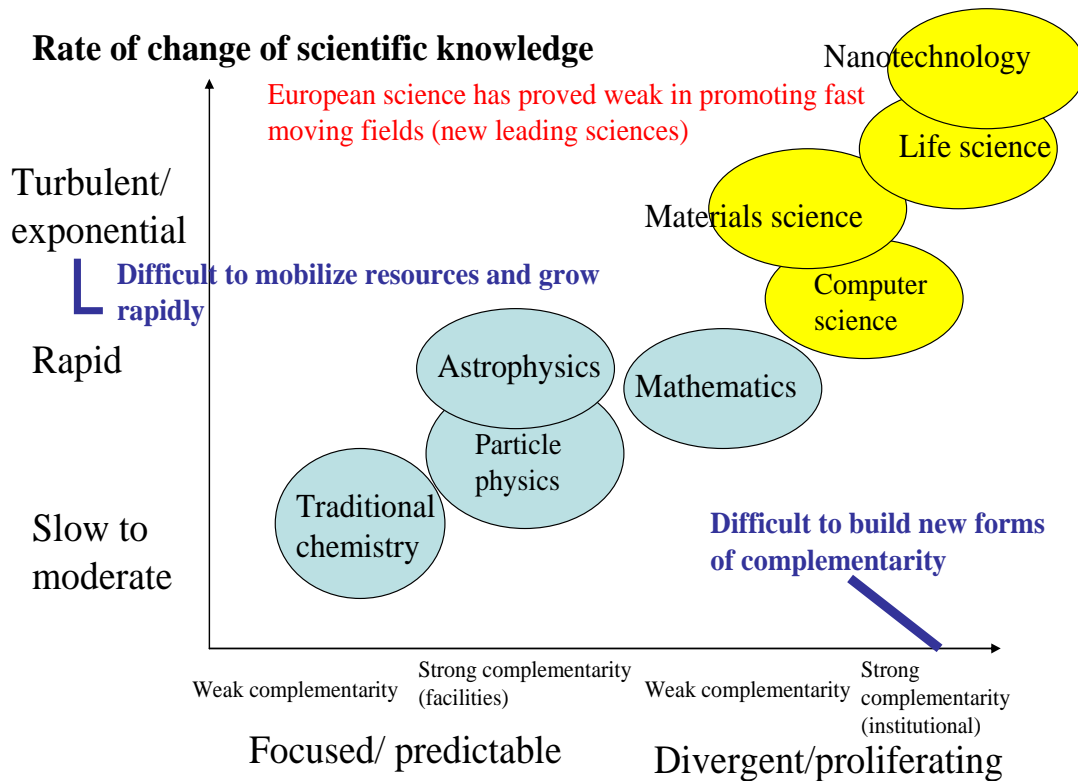 Rate of change of scientific knowledge
Nanotechnology
European science has proved weak in promoting fast
moving fields (new leading sciences)
Life science
Turbulent/
exponential
Materials science
Difficult to mobilize resources and grow
rapidly
Computer
science
Rapid
Astrophysics
Mathematics
Particle
physics
Traditional
chemistry
Slow to
moderate
Difficult to build new forms
of complementarity
Weak complementarity
Strong complementarity
(facilities)
Weak complementarity
Strong
complementarity
(institutional)
Focused/ predictable
Divergent/proliferating